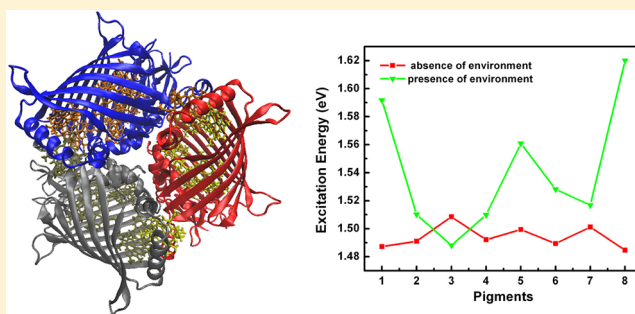 absence of environment
presence of environment
Excitation Energy (eV)
1.62
1.60
1.58
1.56
1.54
1.52
1.50
1.48
1 2 3 4 5 6 7 8
Pigments